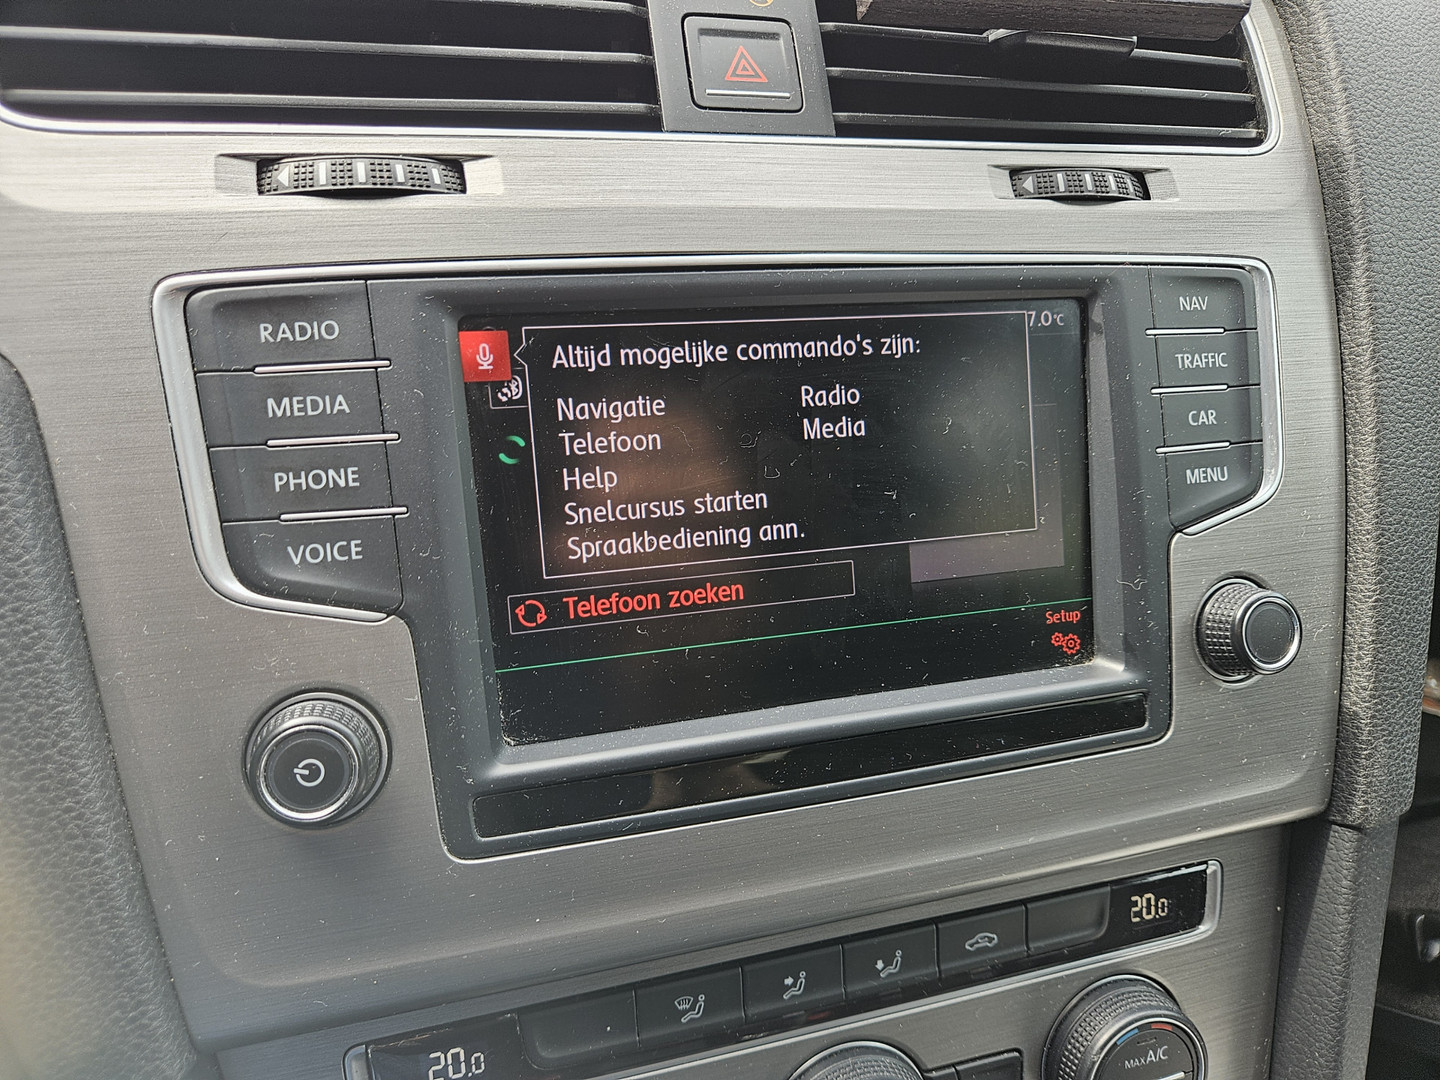 RADIO
MEDIA
PHONE
VOICE
Altijd mogelijke commando's zijn:
Navigatie
Radio
Telefoon
Media
Help
Snelcursus starten
Spraakbediening ann.
Telefoon zoeken
7.0°C
Setup
NAV
TRAFFIC
CAR
MENU
20.0
20.0
MAX A/C